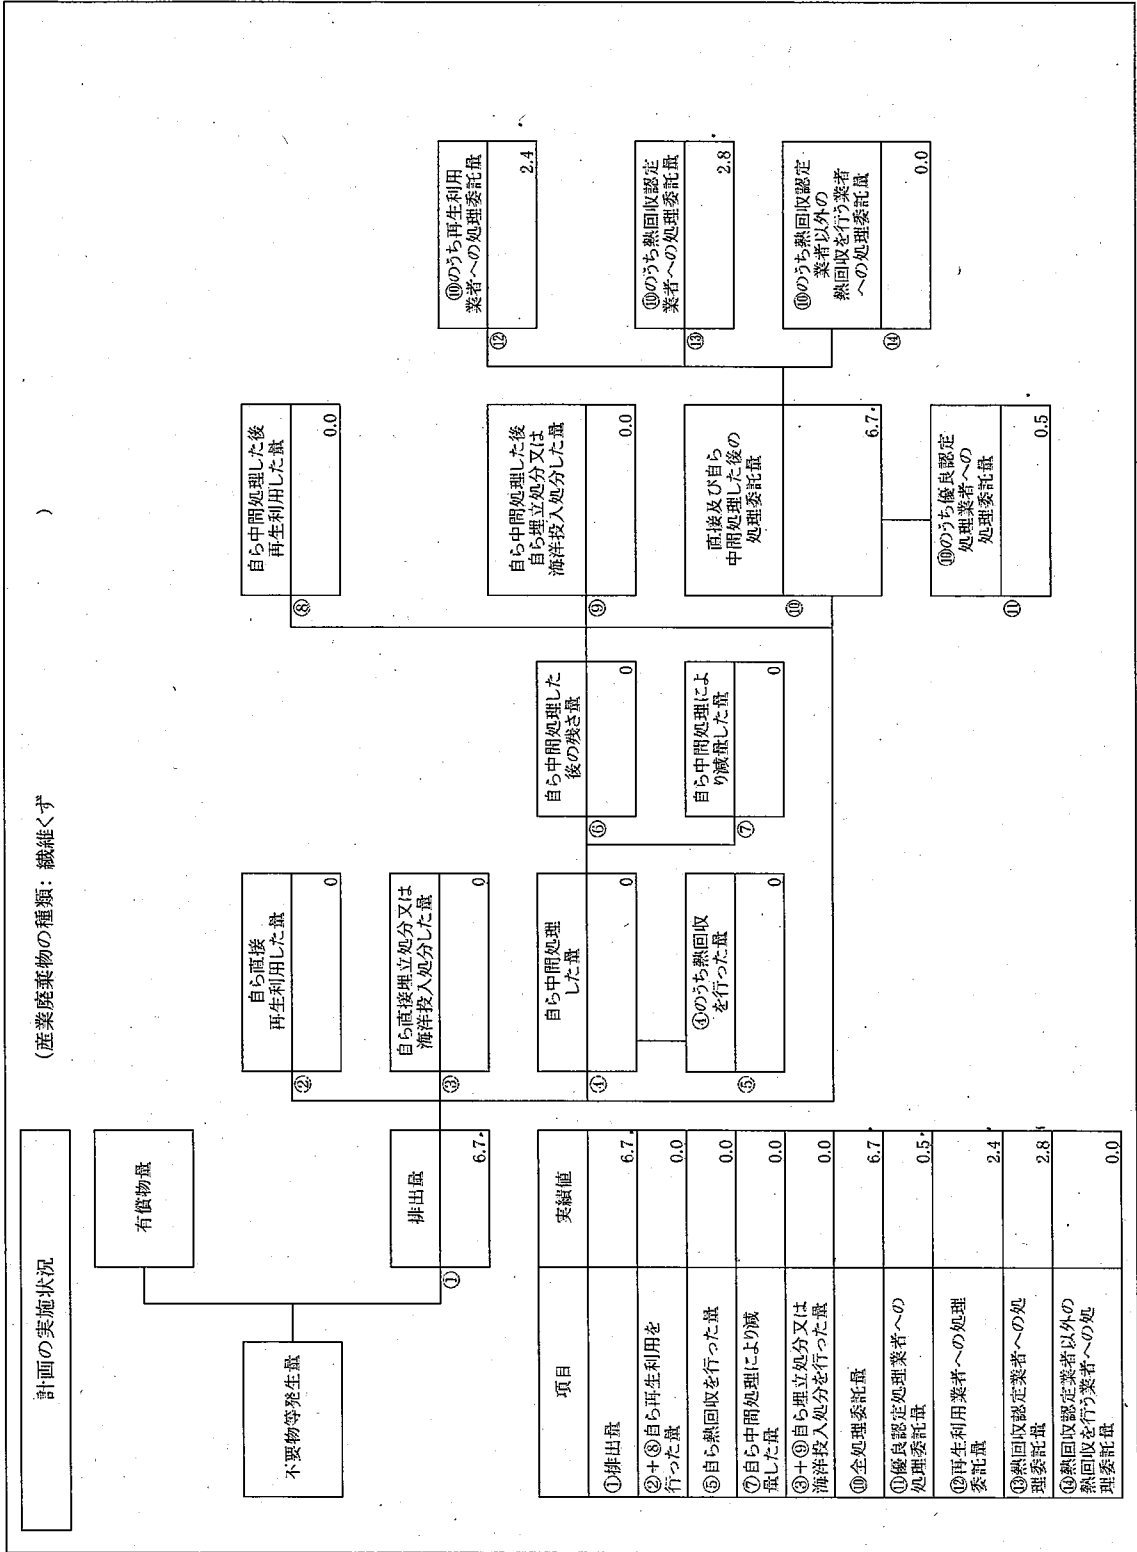 計画の実施状況
(産業廃棄物の種類: 繊維くず )
不要物等発生量
有償物量
排出量
①
6.7
自ら直接
再生利用した量
②
0
自ら直接埋立処分又は
海洋投入処分した量
③
0
自ら中間処理
した量
④
0
④のうち熱回収
を行った量
⑤
0
自ら中間処理した
後の残さ量
⑥
0
自ら中間処理によ
り減量した量
⑦
0
自ら中間処理した後
再生利用した量
⑧
0.0
自ら中間処理した後
自ら埋立処分又は
海洋投入処分した量
⑨
0.0
直接及び自ら
中間処理した後の
処理委託量
⑩
6.7
⑩のうち優良認定
処理業者への
処理委託量
⑪
0.5
⑩のうち再生利用
業者への処理委託量
⑫
2.4
⑩のうち熱回収認定
業者への処理委託量
⑬
2.8
⑩のうち熱回収認定
業者以外の
熱回収を行う業者
への処理委託量
⑭
0.0
項目 実績値
①排出量 6.7
②+⑧自ら再生利用を
行った量 0.0
⑤自ら熱回収を行った量 0.0
⑦自ら中間処理により減
量した量 0.0
③+⑨自ら埋立処分又は
海洋投入処分を行った量 0.0
⑩全処理委託量 6.7
⑪優良認定処理業者への
処理委託量 0.5
⑫再生利用業者への処理
委託量 2.4
⑬熱回収認定業者への処
理委託量 2.8
⑭熱回収認定業者以外の
熱回収を行う業者への処
理委託量 0.0